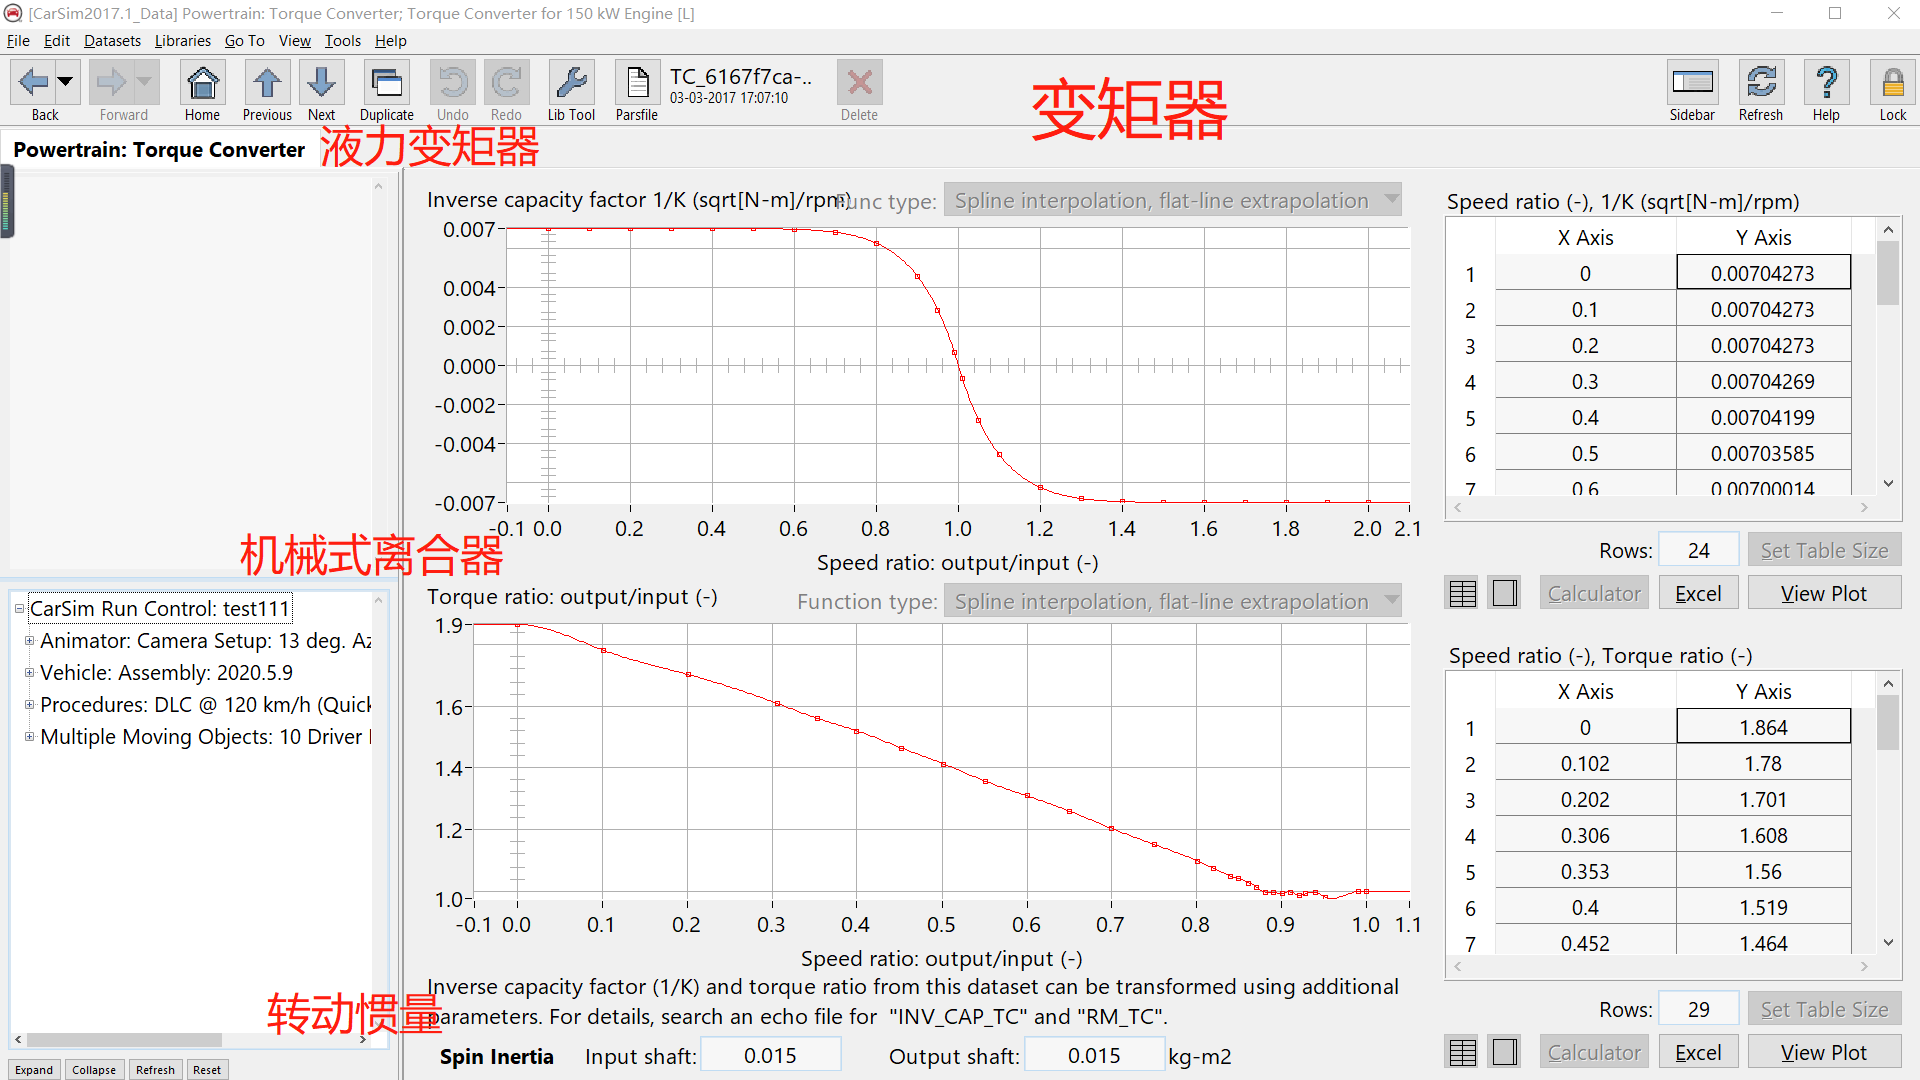 [CarSim2017.1_Data] Powertrain: Torque Converter; Torque Converter for 150 kW Engine [L]
File Edit Datasets Libraries Go To View Tools Help
Back Forward Home Previous Next Duplicate Undo Redo Lib Tool Parsfile
TC_6167f7ca-..
03-03-2017 17:07:10
Delete
变矩器
Sidebar Refresh Help Lock
Powertrain: Torque Converter
液力变矩器
Inverse capacity factor 1/K (sqrt[N-m]/rpm)
Func type: Spline interpolation, flat-line extrapolation
0.007
0.004
0.002
0.000
-0.002
-0.004
-0.007
-0.1 0.0 0.2 0.4 0.6 0.8 1.0 1.2 1.4 1.6 1.8 2.0 2.1
Speed ratio: output/input (-)
Speed ratio (-), 1/K (sqrt[N-m]/rpm)
X Axis Y Axis
1 0 0.00704273
2 0.1 0.00704273
3 0.2 0.00704273
4 0.3 0.00704269
5 0.4 0.00704199
6 0.5 0.00703585
7 0.6 0.00700014
Rows: 24 Set Table Size
Calculator Excel View Plot
机械式离合器
CarSim Run Control: test111
Animator: Camera Setup: 13 deg. Az
Vehicle: Assembly: 2020.5.9
Procedures: DLC @ 120 km/h (Quick
Multiple Moving Objects: 10 Driver
Torque ratio: output/input (-)
Function type: Spline interpolation, flat-line extrapolation
1.9
1.6
1.4
1.2
1.0
-0.1 0.0 0.1 0.2 0.3 0.4 0.5 0.6 0.7 0.8 0.9 1.0 1.1
Speed ratio: output/input (-)
Speed ratio (-), Torque ratio (-)
X Axis Y Axis
1 0 1.864
2 0.102 1.78
3 0.202 1.701
4 0.306 1.608
5 0.353 1.56
6 0.4 1.519
7 0.452 1.464
Rows: 29 Set Table Size
Calculator Excel View Plot
转动惯量
Inverse capacity factor (1/K) and torque ratio from this dataset can be transformed using additional
parameters. For details, search an echo file for "INV_CAP_TC" and "RM_TC".
Spin Inertia Input shaft: 0.015 Output shaft: 0.015 kg-m2
Expand Collapse Refresh Reset